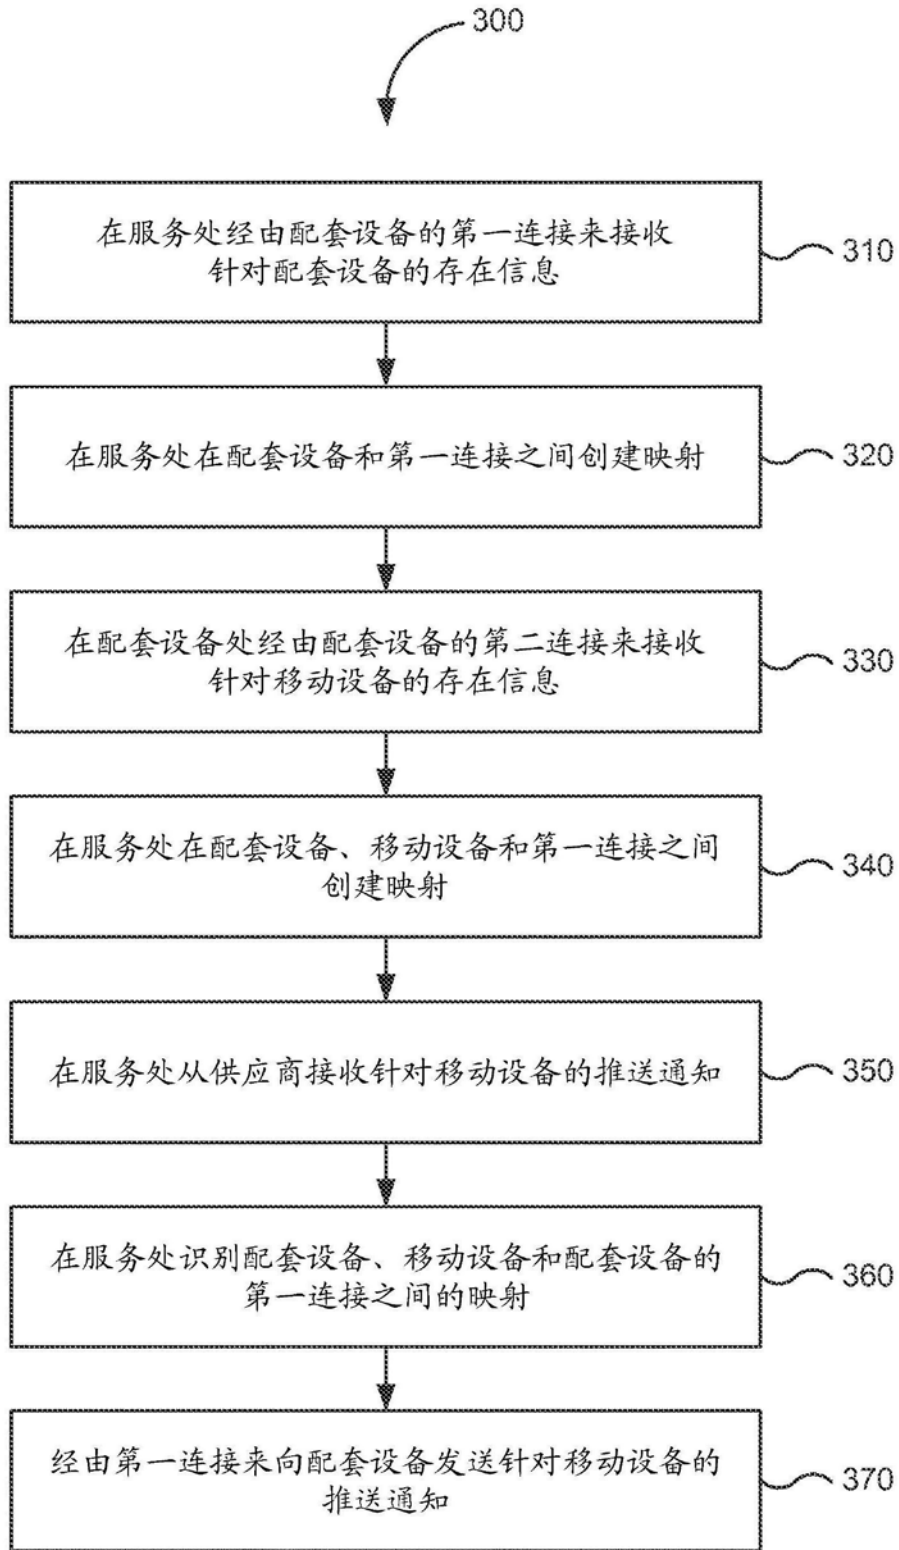 300
在服务处经由配套设备的第一连接来接收
针对配套设备的存在信息
310
在服务处在配套设备和第一连接之间创建映射
320
在配套设备处经由配套设备的第二连接来接收
针对移动设备的存在信息
330
在服务处在配套设备、移动设备和第一连接之间
创建映射
340
在服务处从供应商接收针对移动设备的推送通知
350
在服务处识别配套设备、移动设备和配套设备的
第一连接之间的映射
360
经由第一连接来向配套设备发送针对移动设备的
推送通知
370